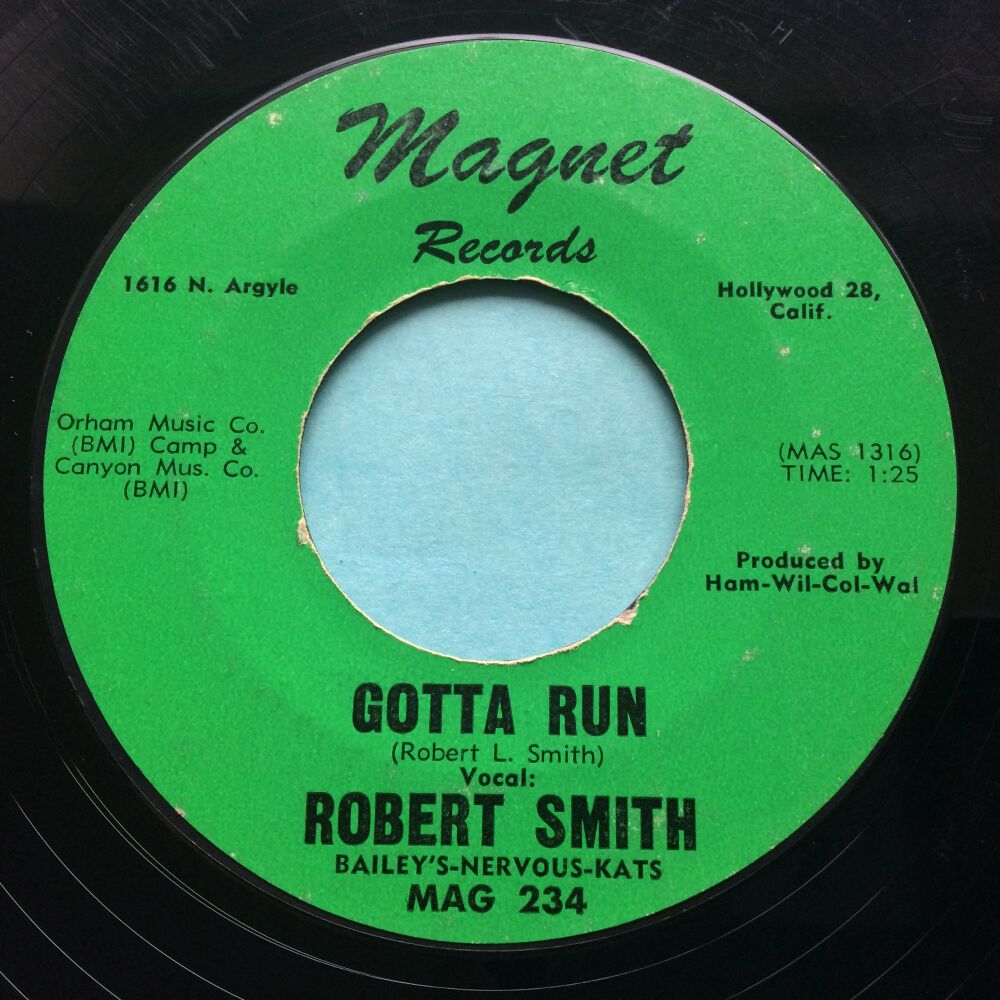 Magnet
Records
1616 N. Argyle
Hollywood 28,
Calif.
Orham Music Co.
(BMI) Camp &
Canyon Mus. Co.
(BMI)
(MAS 1316)
TIME: 1:25
Produced by
Ham-Wil-Col-Wal
GOTTA RUN
(Robert L. Smith)
Vocal:
ROBERT SMITH
BAILEY'S-NERVOUS-KATS
MAG 234